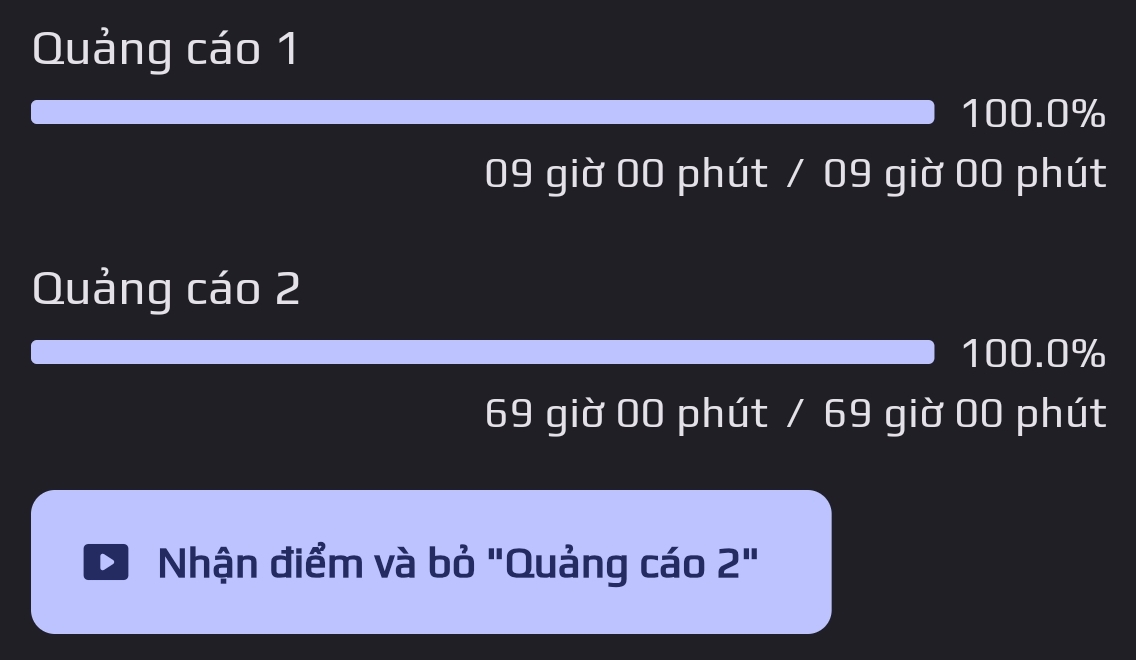 Quảng cáo 1
100.0%
09 giờ 00 phút / 09 giờ 00 phút
Quảng cáo 2
100.0%
69 giờ 00 phút / 69 giờ 00 phút
Nhận điểm và bỏ "Quảng cáo 2"